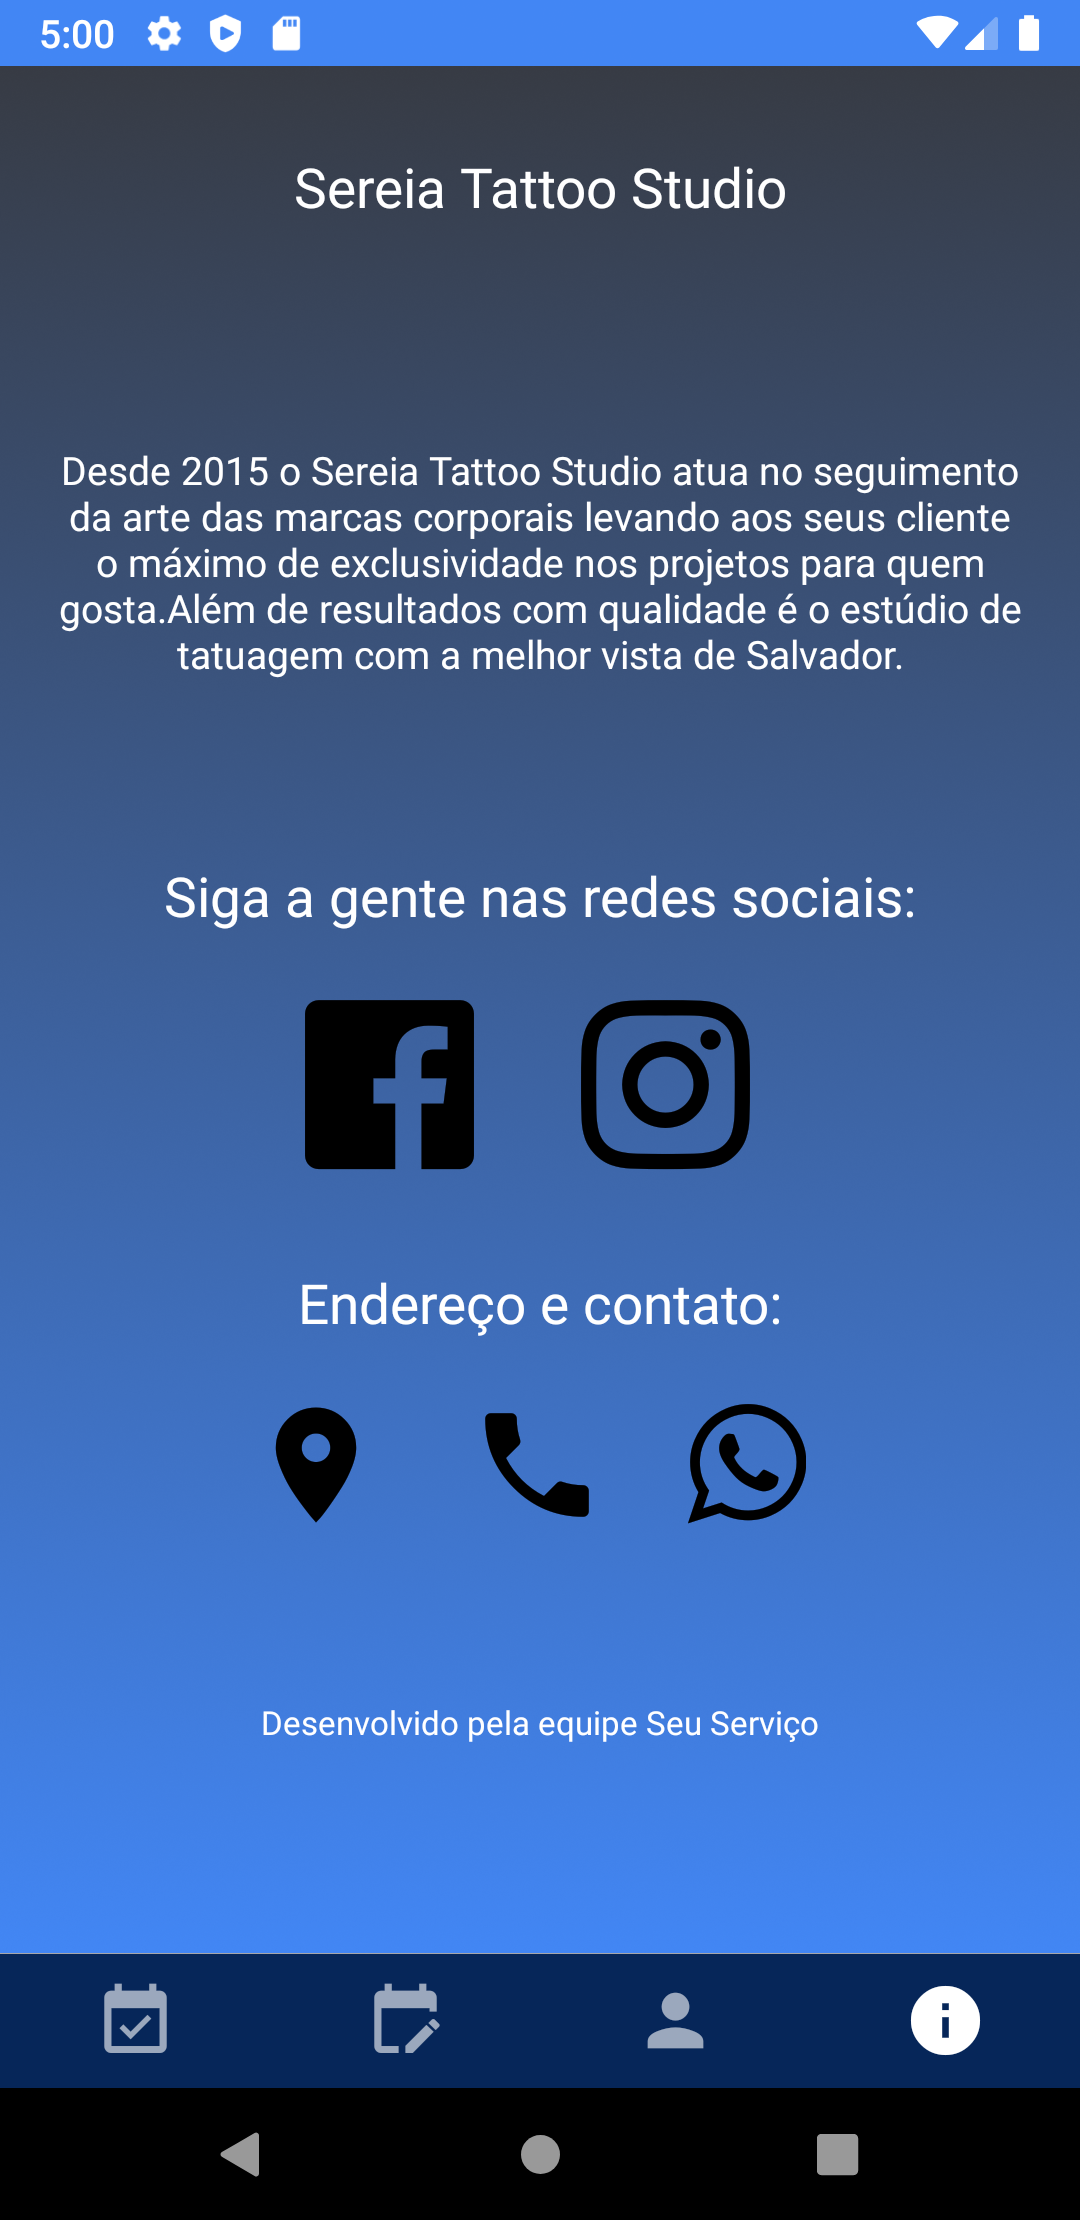 5:00
Sereia Tattoo Studio
Desde 2015 o Sereia Tattoo Studio atua no seguimento
da arte das marcas corporais levando aos seus cliente
o máximo de exclusividade nos projetos para quem
gosta.Além de resultados com qualidade é o estúdio de
tatuagem com a melhor vista de Salvador.
Siga a gente nas redes sociais:
Endereço e contato:
Desenvolvido pela equipe Seu Serviço